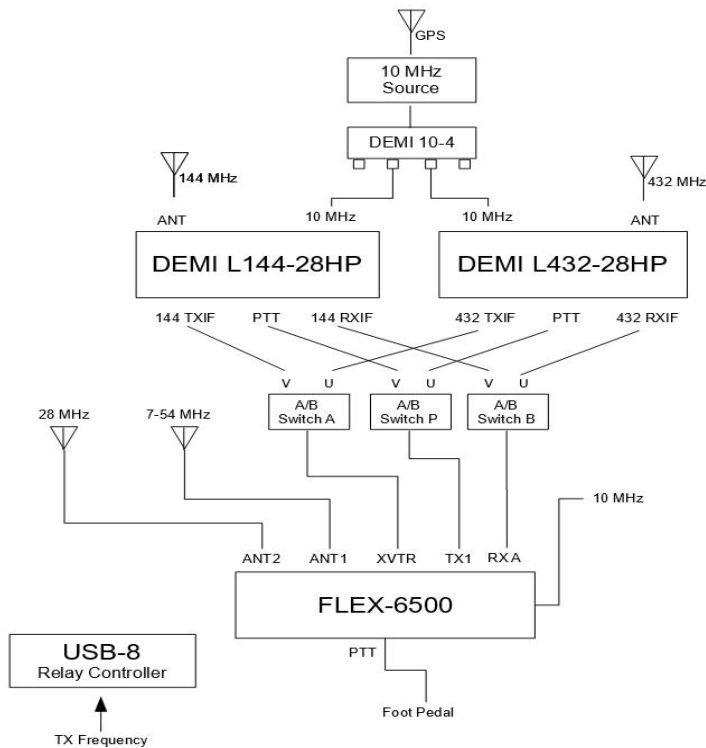 GPS
10 MHz
Source
DEMI 10-4
144 MHz
432 MHz
ANT
10 MHz
10 MHz
ANT
DEMI L144-28HP
DEMI L432-28HP
144 TXIF
PTT
144 RXIF
432 TXIF
PTT
432 RXIF
V
U
V
U
V
U
A/B
Switch A
A/B
Switch P
A/B
Switch B
28 MHz
7-54 MHz
10 MHz
ANT2
ANT1
XVTR
TX1
RXA
FLEX-6500
USB-8
Relay Controller
PTT
Foot Pedal
TX Frequency